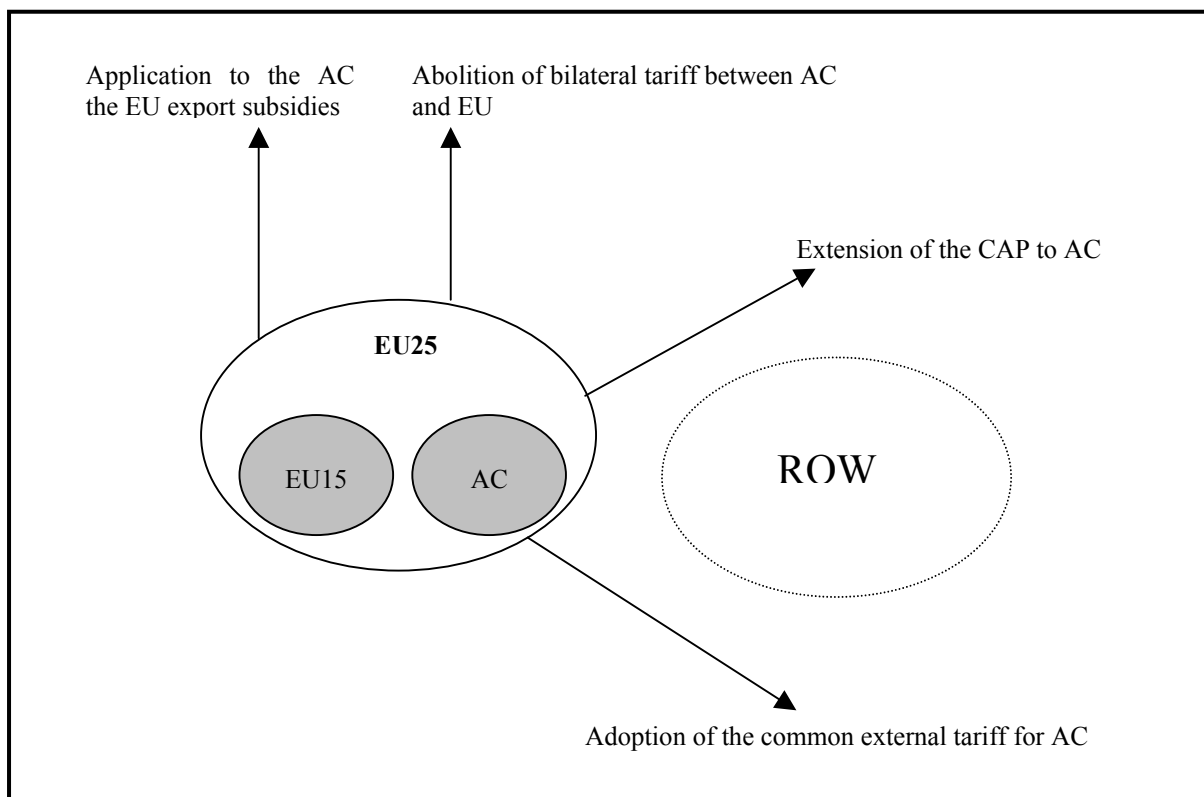 Application to the AC
the EU export subsidies
Abolition of bilateral tariff between AC
and EU
Extension of the CAP to AC
EU25
EU15
AC
ROW
Adoption of the common external tariff for AC